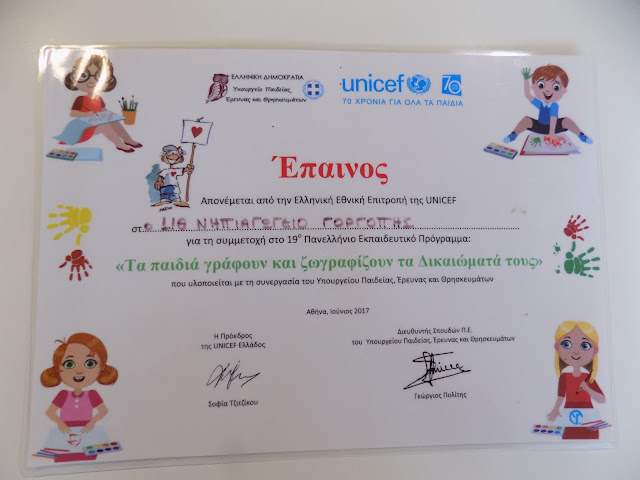 ΕΛΛΗΝΙΚΗ ΔΗΜΟΚΡΑΤΙΑ
Υπουργείο Παιδείας,
Έρευνας και Θρησκευμάτων
unicef 70
70 ΧΡΟΝΙΑ ΓΙΑ ΟΛΑ ΤΑ ΠΑΙΔΙΑ
Έπαινος
Απονέμεται από την Ελληνική Εθνική Επιτροπή της UNICEF
στ.ο ΝΗΠΙΑΓΩΓΕΙΟ ΓΟΡΓΟΠΗΣ
για τη συμμετοχή στο 19ο Πανελλήνιο Εκπαιδευτικό Πρόγραμμα:
«Τα παιδιά γράφουν και ζωγραφίζουν τα Δικαιώματά τους»
που υλοποιείται με τη συνεργασία του Υπουργείου Παιδείας, Έρευνας και Θρησκευμάτων
Αθήνα, Ιούνιος 2017
Η Πρόεδρος
της UNICEF Ελλάδος
Σοφία Τζιτζίκου
Διευθυντής Σπουδών Π.Ε.
του Υπουργείου Παιδείας, Έρευνας και Θρησκευμάτων
Γεώργιος Πολίτης